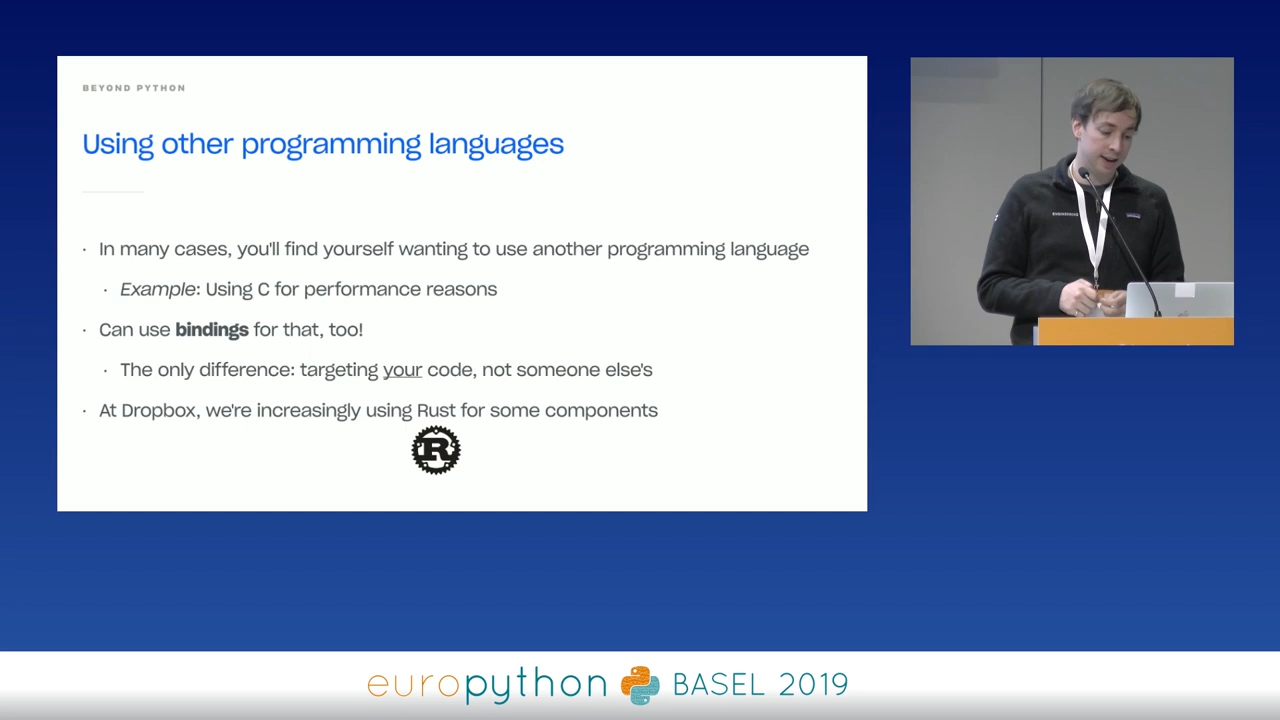 BEYOND PYTHON
Using other programming languages
· In many cases, you'll find yourself wanting to use another programming language
· Example: Using C for performance reasons
· Can use bindings for that, too!
· The only difference: targeting your code, not someone else's
· At Dropbox, we're increasingly using Rust for some components
R
europython BASEL 2019